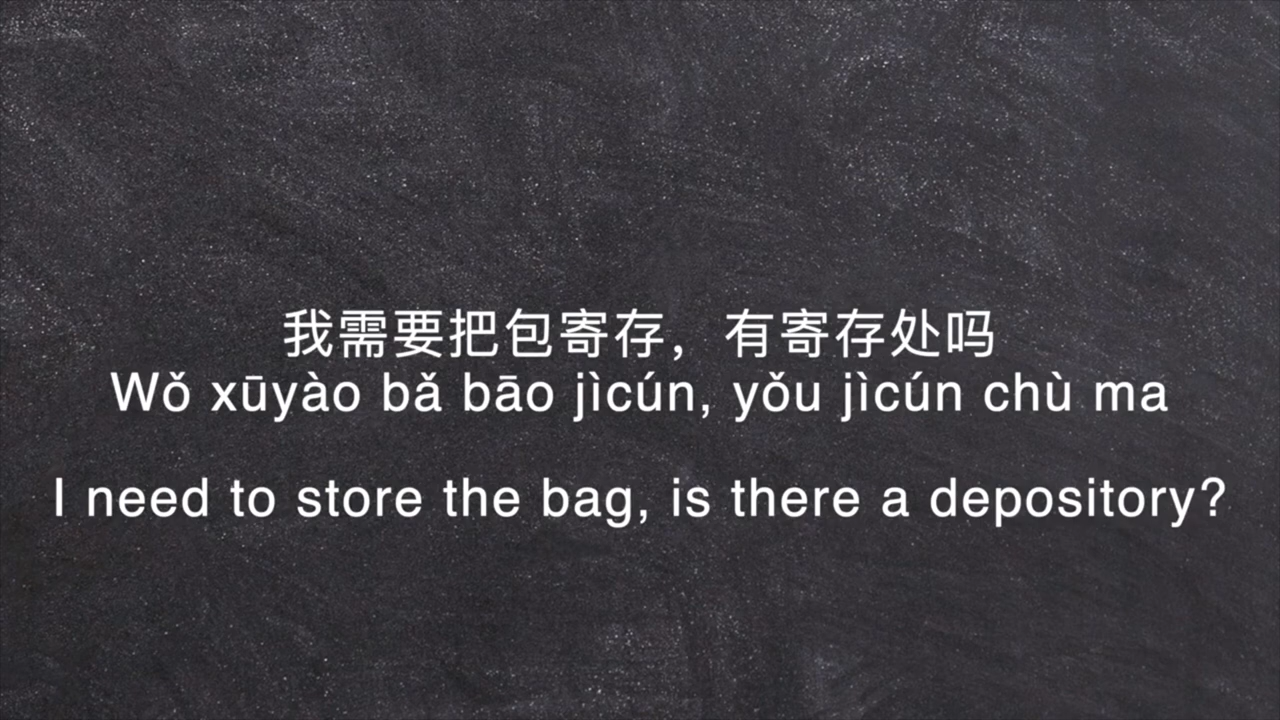 我需要把包寄存，有寄存处吗
Wǒ xūyào bǎ bāo jìcún, yǒu jìcún chù ma
I need to store the bag, is there a depository?